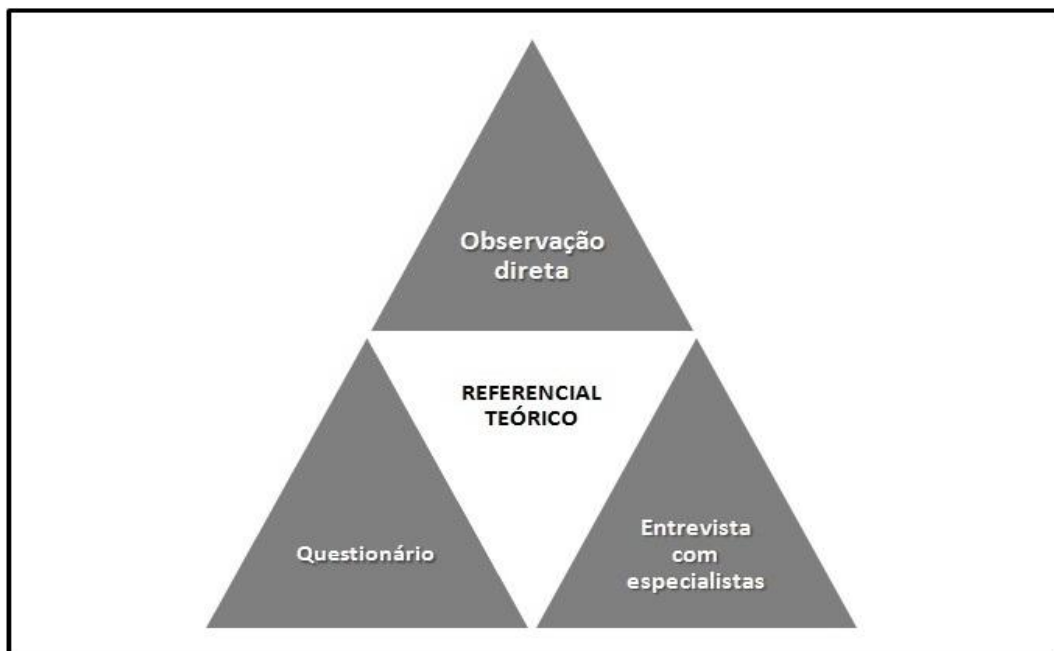 Observação
direta
REFERENCIAL
TEÓRICO
Questionário
Entrevista
com
especialistas